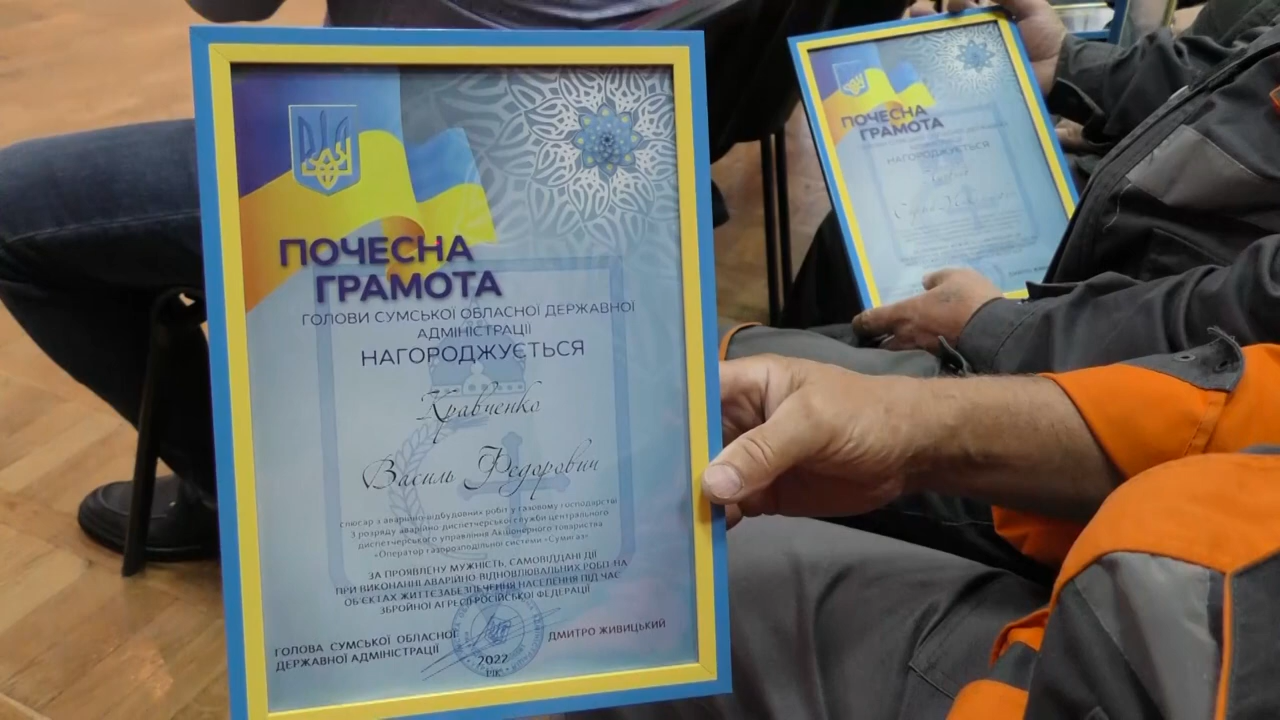 ПОЧЕСНА
ГРАМОТА
ГОЛОВИ СУМСЬКОЇ ОБЛАСНОЇ ДЕРЖАВНОЇ
АДМІНІСТРАЦІЇ
НАГОРОДЖУЄТЬСЯ
Кравченко
Василь Федорович
слюсар з аварійно-відбудовних робіт у газовому господарстві
3 розряду аварійно-диспетчерської служби центрального
диспетчерського управління Акціонерного товариства
«Оператор газорозподільної системи «Сумигаз»
ЗА ПРОЯВЛЕНУ МУЖНІСТЬ, САМОВІДДАНІ ДІЇ
ПРИ ВИКОНАННІ АВАРІЙНО-ВІДНОВЛЮВАЛЬНИХ РОБІТ НА
ОБ'ЄКТАХ ЖИТТЄЗАБЕЗПЕЧЕННЯ НАСЕЛЕННЯ ПІД ЧАС
ЗБРОЙНОЇ АГРЕСІЇ РОСІЙСЬКОЇ ФЕДЕРАЦІЇ
ГОЛОВА СУМСЬКОЇ ОБЛАСНОЇ
ДЕРЖАВНОЇ АДМІНІСТРАЦІЇ
ДМИТРО ЖИВИЦЬКИЙ
2022
РІК
ПОЧЕСНА
ГРАМОТА
НАГОРОДЖУЄТЬСЯ